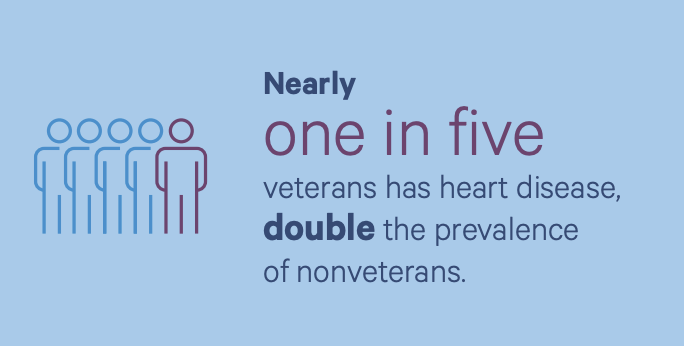 Nearly
one in five
veterans has heart disease,
double the prevalence
of nonveterans.